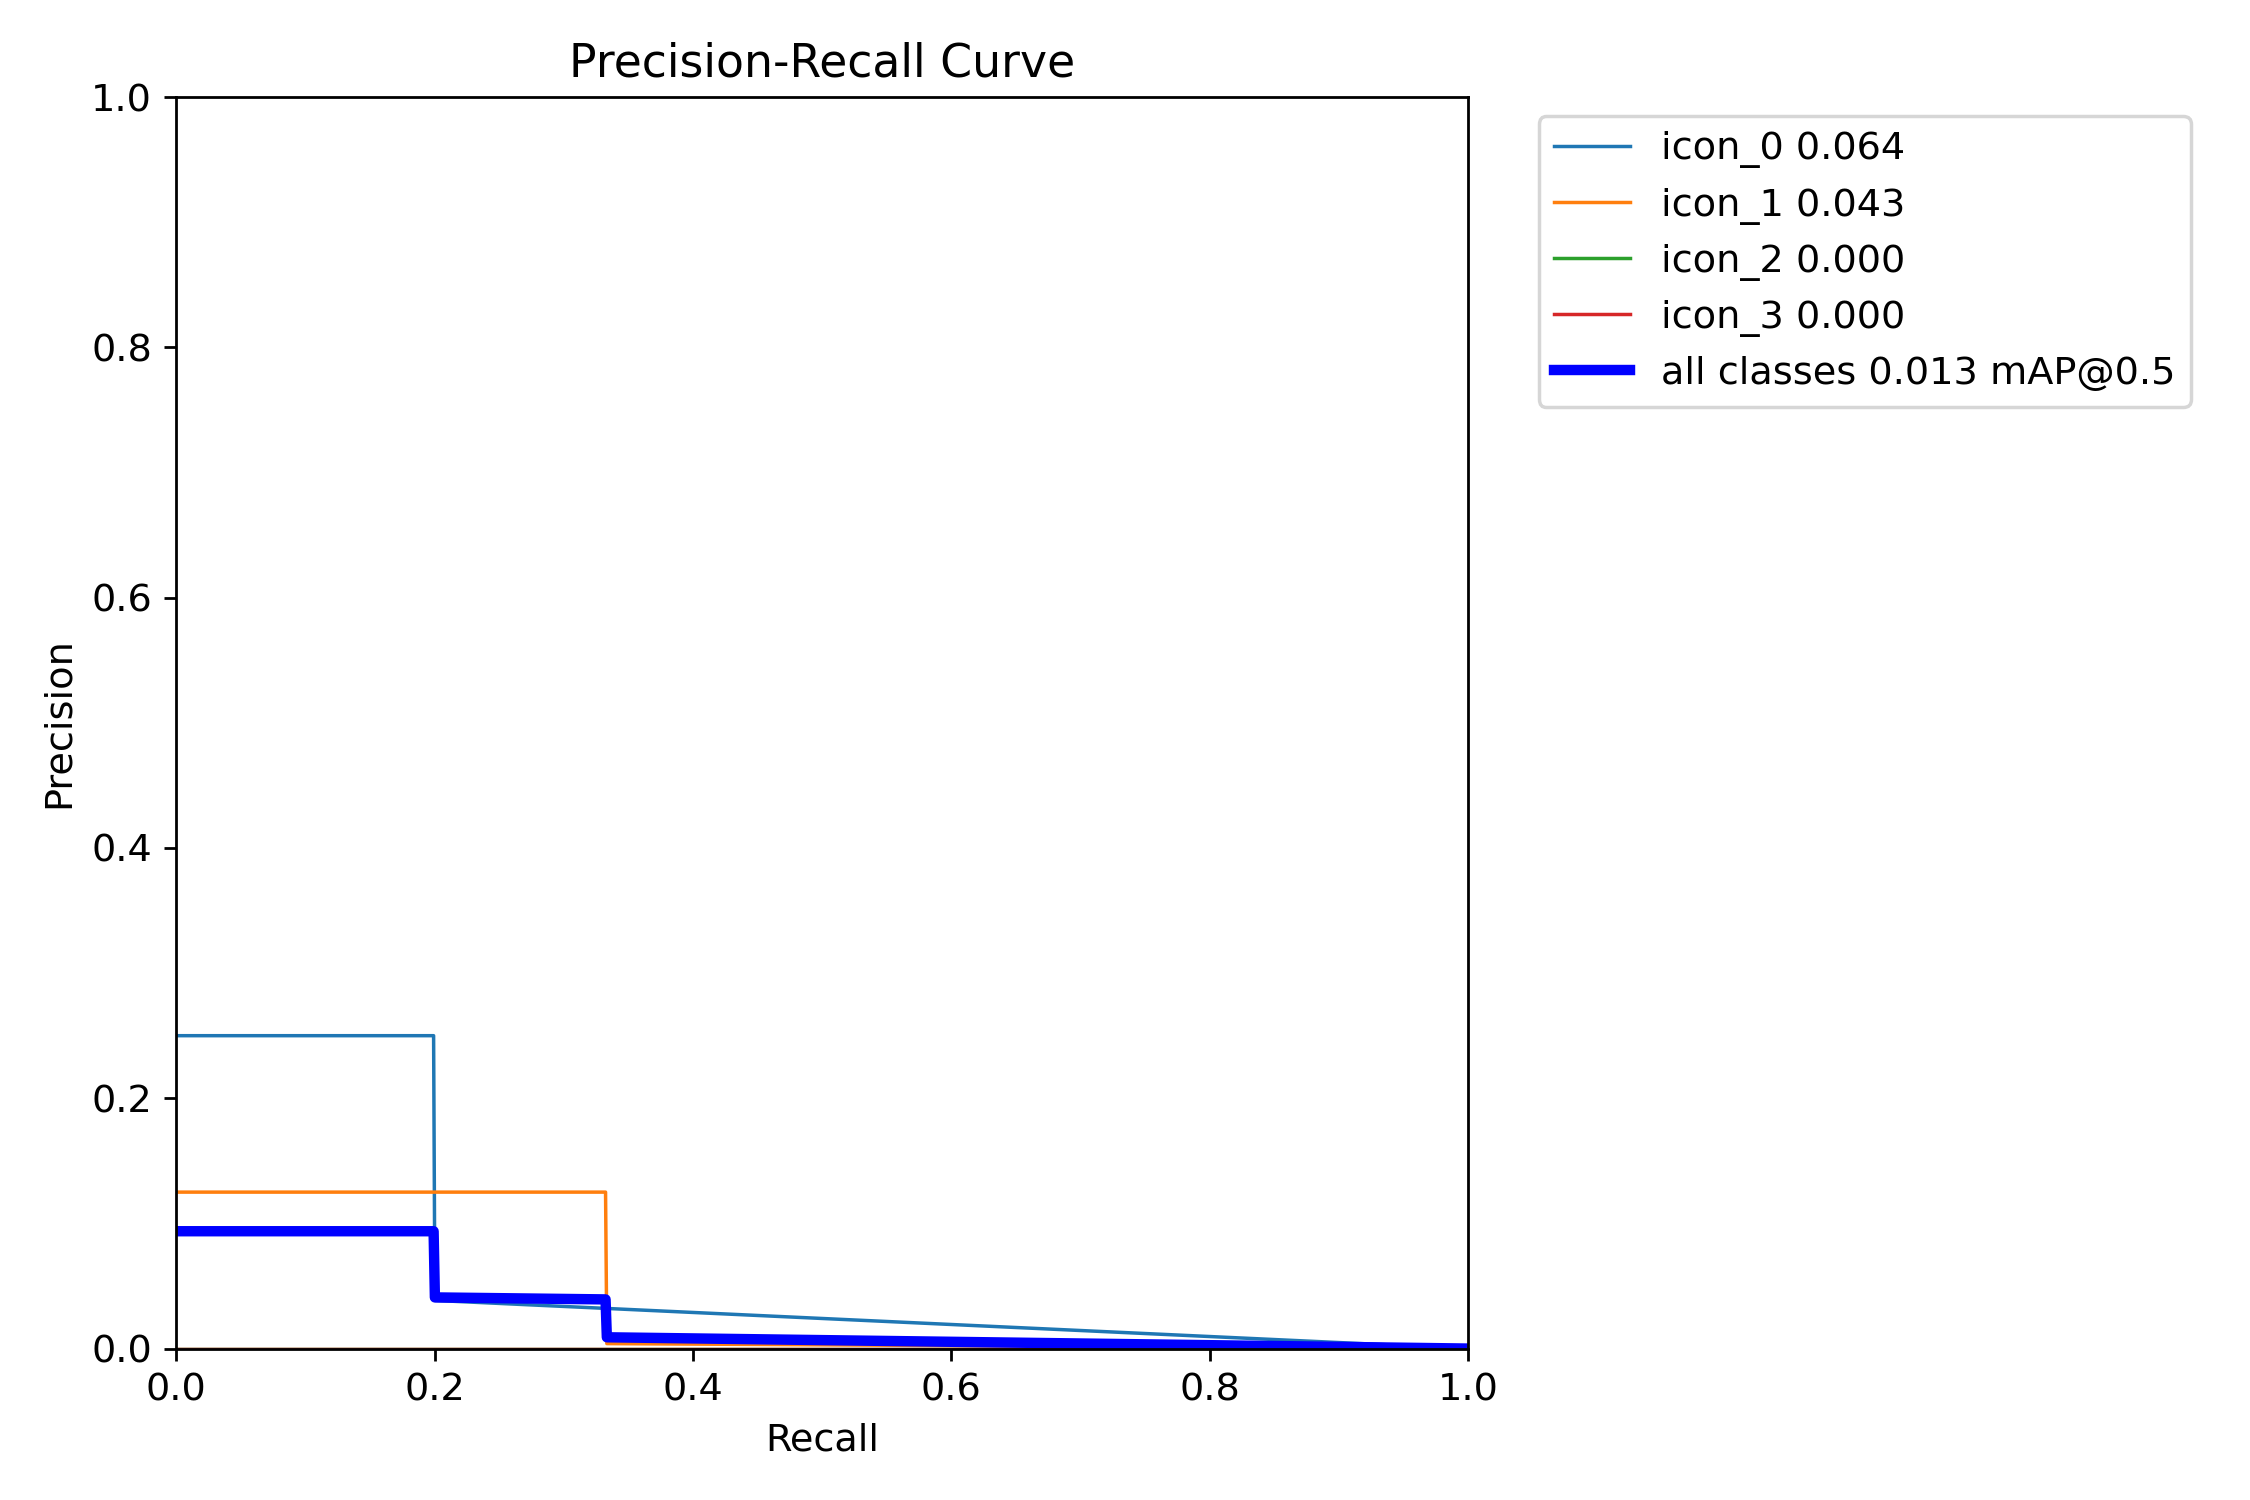 Precision-Recall Curve
1.0
0.8
0.6
0.4
0.2
0.0
Precision
0.0 0.2 0.4 0.6 0.8 1.0
Recall
icon_0 0.064
icon_1 0.043
icon_2 0.000
icon_3 0.000
all classes 0.013 mAP@0.5